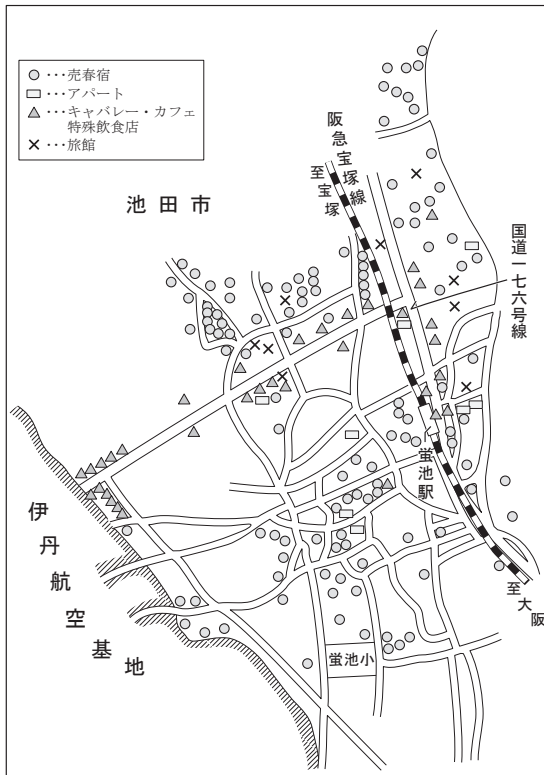 ○ ･･･売春宿
□ ･･･アパート
▲ ･･･キャバレー・カフェ
特殊飲食店
× ･･･旅館
阪急宝塚線
至宝塚
池田市
国道一七六号線
蛍池駅
伊丹航空基地
至大阪
蛍池小